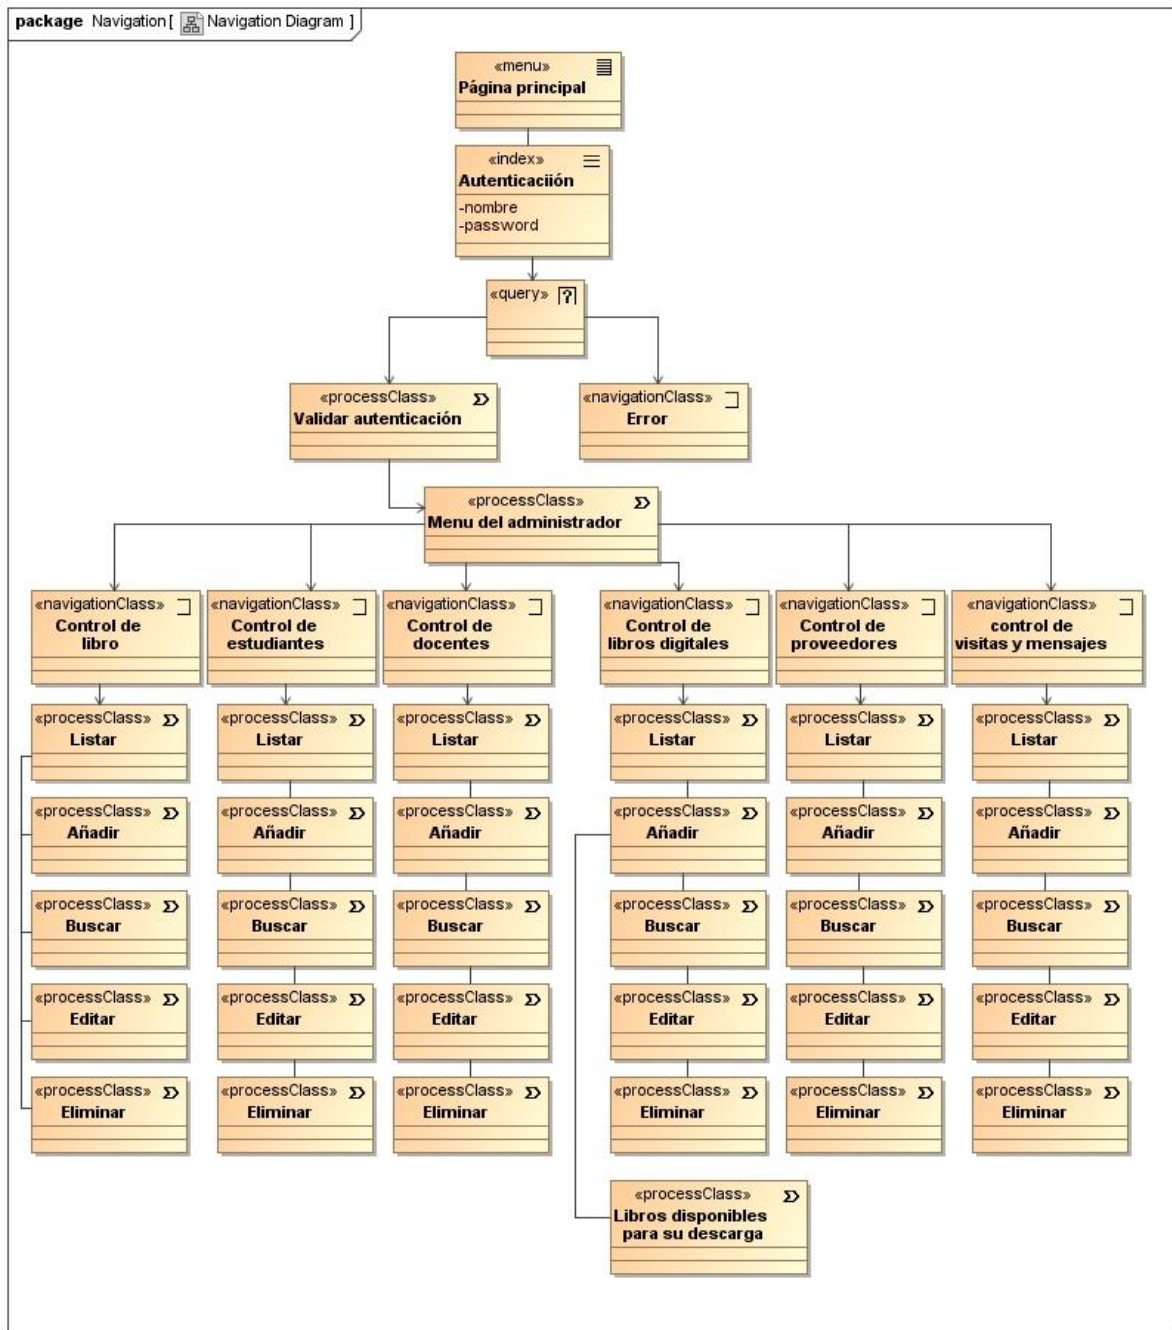 package Navigation [ Navigation Diagram ]
«menu»
Página principal
«index»
Autenticaciión
-nombre
-password
«query»
«processClass»
Validar autenticación
«navigationClass»
Error
«processClass»
Menu del administrador
«navigationClass» «navigationClass» «navigationClass» «navigationClass» «navigationClass» «navigationClass»
Control de Control de Control de Control de Control de control de
libro estudiantes docentes libros digitales proveedores visitas y mensajes
«processClass» «processClass» «processClass» «processClass» «processClass» «processClass»
Listar Listar Listar Listar Listar Listar
«processClass» «processClass» «processClass» «processClass» «processClass» «processClass»
Añadir Añadir Añadir Añadir Añadir Añadir
«processClass» «processClass» «processClass» «processClass» «processClass» «processClass»
Buscar Buscar Buscar Buscar Buscar Buscar
«processClass» «processClass» «processClass» «processClass» «processClass» «processClass»
Editar Editar Editar Editar Editar Editar
«processClass» «processClass» «processClass» «processClass» «processClass» «processClass»
Eliminar Eliminar Eliminar Eliminar Eliminar Eliminar
«processClass»
Libros disponibles
para su descarga